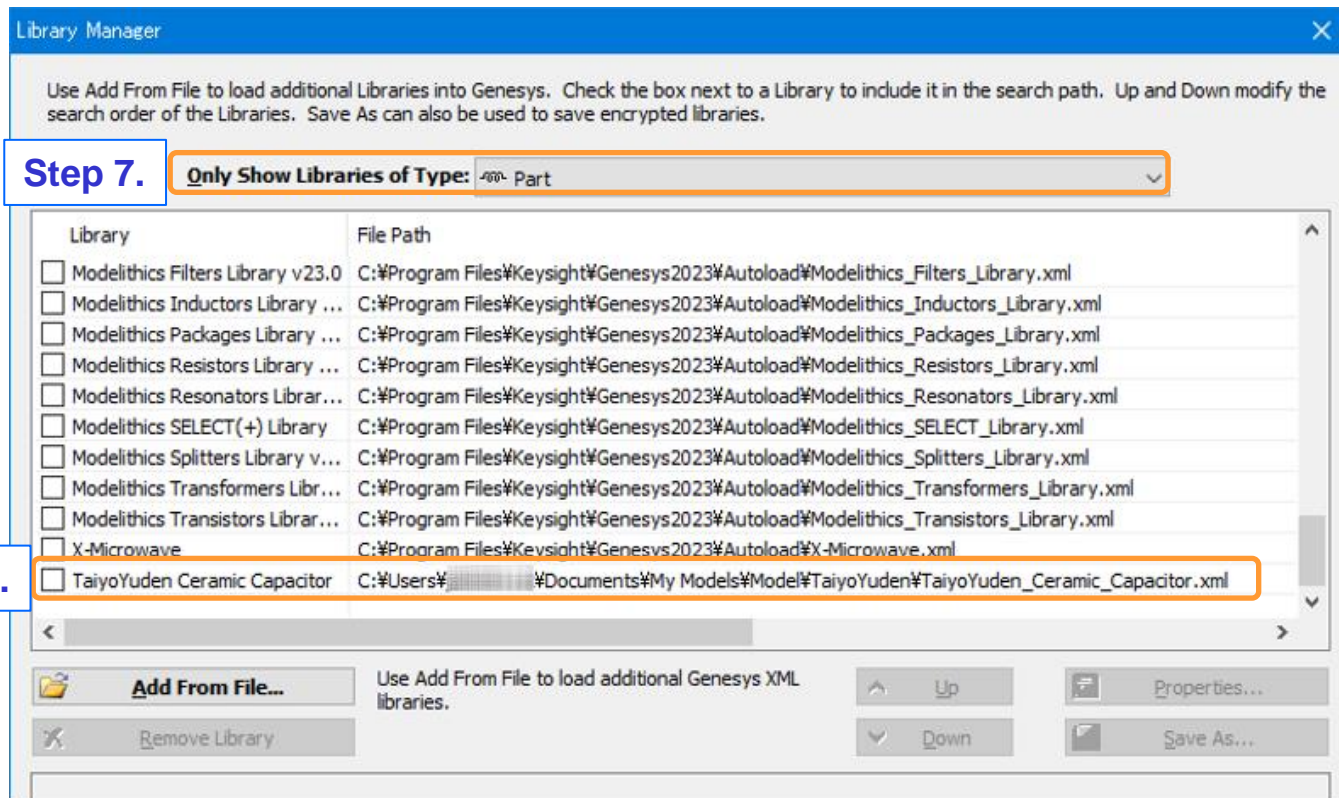 Library Manager
Use Add From File to load additional Libraries into Genesys. Check the box next to a Library to include it in the search path. Up and Down modify the
search order of the Libraries. Save As can also be used to save encrypted libraries.
Step 7. Only Show Libraries of Type: Part
Library File Path
Modelithics Filters Library v23.0 C:¥Program Files¥Keysight¥Genesys2023¥Autoload¥Modelithics_Filters_Library.xml
Modelithics Inductors Library ... C:¥Program Files¥Keysight¥Genesys2023¥Autoload¥Modelithics_Inductors_Library.xml
Modelithics Packages Library ... C:¥Program Files¥Keysight¥Genesys2023¥Autoload¥Modelithics_Packages_Library.xml
Modelithics Resistors Library ... C:¥Program Files¥Keysight¥Genesys2023¥Autoload¥Modelithics_Resistors_Library.xml
Modelithics Resonators Librar... C:¥Program Files¥Keysight¥Genesys2023¥Autoload¥Modelithics_Resonators_Library.xml
Modelithics SELECT(+) Library C:¥Program Files¥Keysight¥Genesys2023¥Autoload¥Modelithics_SELECT_Library.xml
Modelithics Splitters Library v... C:¥Program Files¥Keysight¥Genesys2023¥Autoload¥Modelithics_Splitters_Library.xml
Modelithics Transformers Libr... C:¥Program Files¥Keysight¥Genesys2023¥Autoload¥Modelithics_Transformers_Library.xml
Modelithics Transistors Librar... C:¥Program Files¥Keysight¥Genesys2023¥Autoload¥Modelithics_Transistors_Library.xml
X-Microwave C:¥Program Files¥Keysight¥Genesys2023¥Autoload¥X-Microwave.xml
. TaiyoYuden Ceramic Capacitor C:¥Users¥ ¥Documents¥My Models¥Model¥TaiyoYuden¥TaiyoYuden_Ceramic_Capacitor.xml
Add From File... Use Add From File to load additional Genesys XML
libraries.
Up Properties...
Remove Library Down Save As...